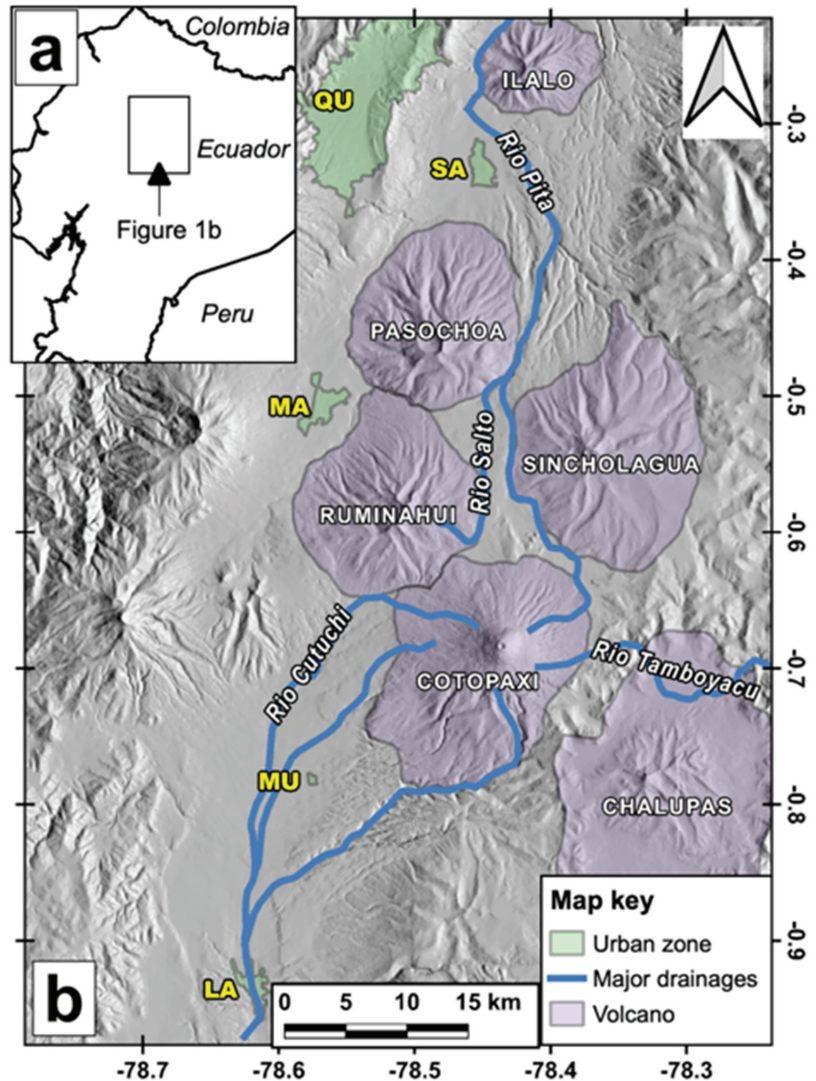 a
Colombia
Ecuador
Figure 1b
Peru
QU
ILALO
SA
Rio Pita
-0.3
-0.4
PASOCHOA
MA
-0.5
Rio Salto
SINCHOLAGUA
RUMINAHUI
-0.6
Rio Cutuchi
COTOPAXI
Rio Tamboyacu
-0.7
MU
CHALUPAS
-0.8
Map key
Urban zone
Major drainages
Volcano
-0.9
LA
b
0 5 10 15 km
-78.7 -78.6 -78.5 -78.4 -78.3